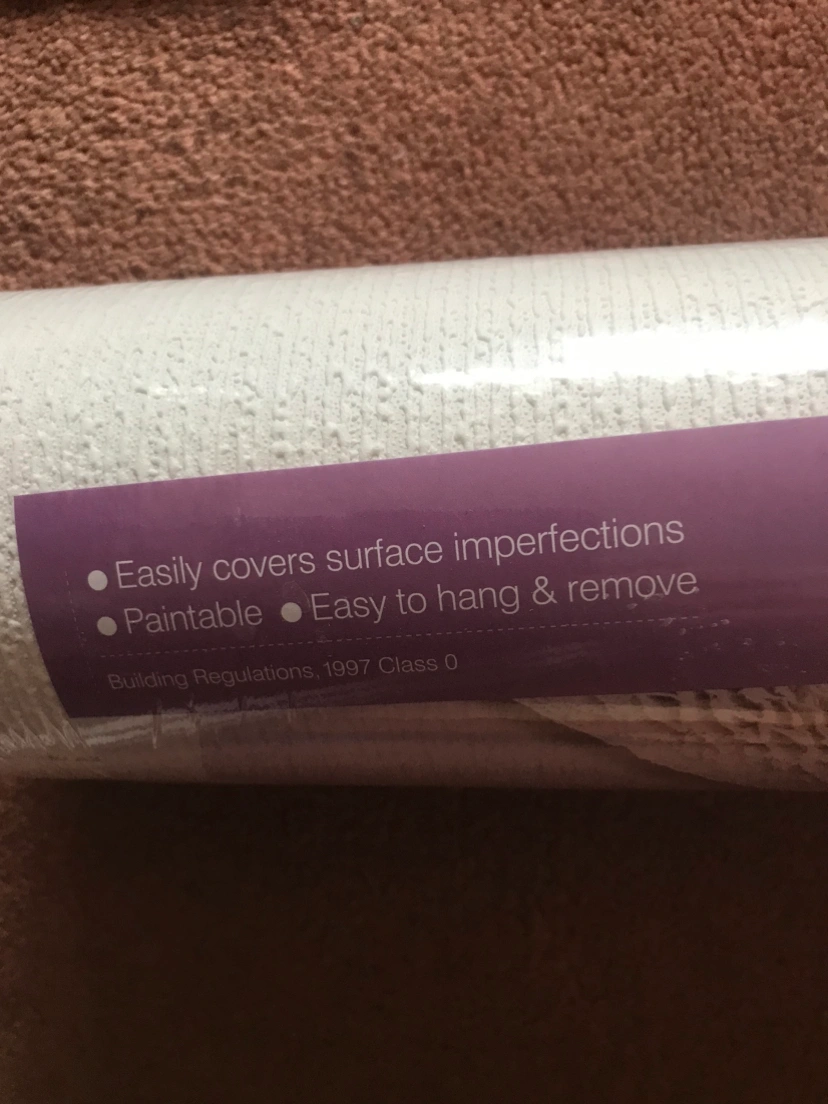 ● Easily covers surface imperfections
● Paintable ● Easy to hang & remove
Building Regulations, 1997 Class 0